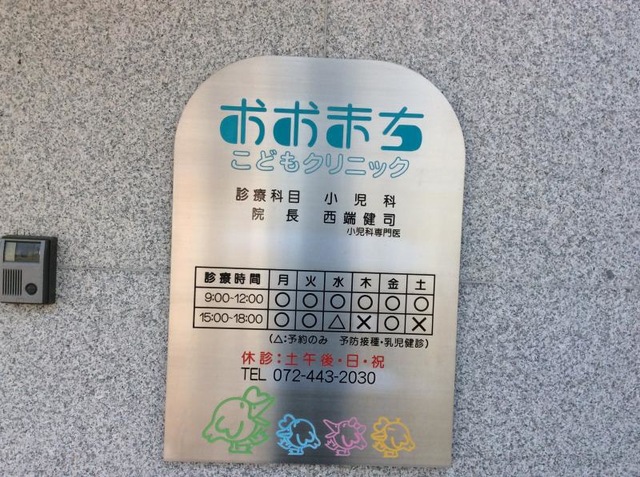 おおまち
こどもクリニック
診療科目 小児科
院長 西端健司
小児科専門医
診療時間 月 火 水 木 金 土
9:00-12:00 ○ ○ ○ ○ ○ ○
15:00-18:00 ○ ○ △ × ○ ×
(△:予約のみ 予防接種・乳児健診)
休診:土午後・日・祝
TEL 072-443-2030